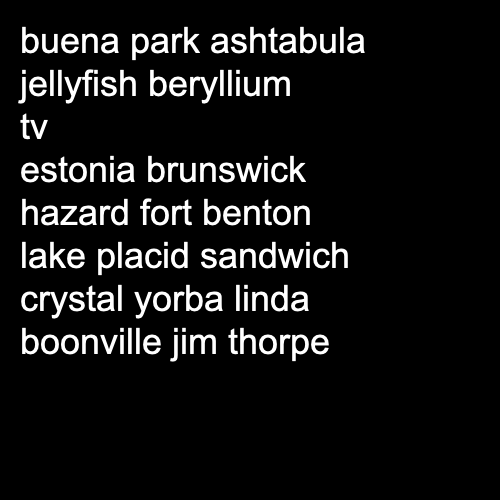 buena park ashtabula
jellyfish beryllium
tv
estonia brunswick
hazard fort benton
lake placid sandwich
crystal yorba linda
boonville jim thorpe